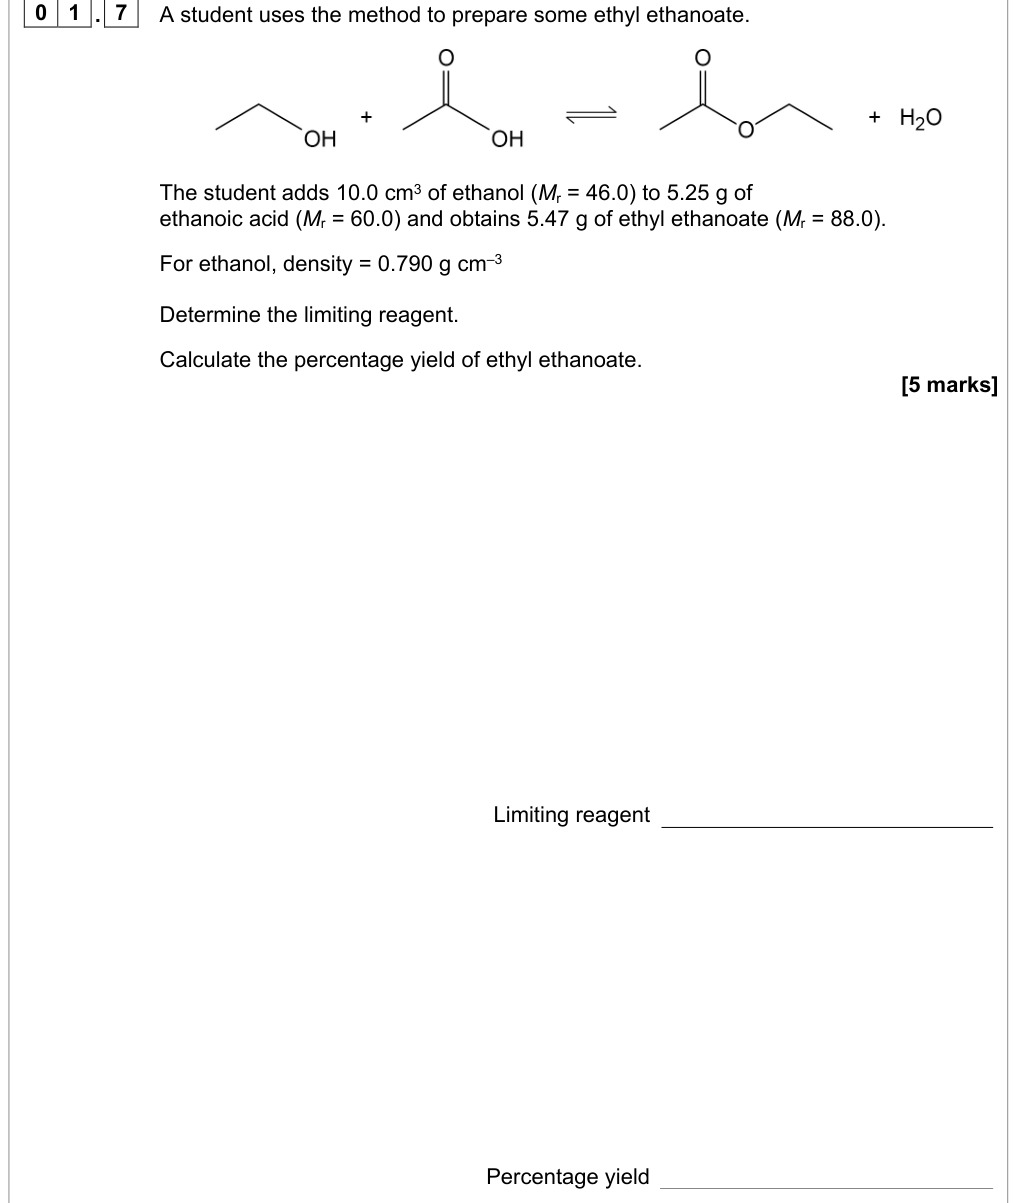 0 1 . 7 A student uses the method to prepare some ethyl ethanoate.
O O
+ + H₂O
OH OH O
The student adds 10.0 cm³ of ethanol (Mᵣ = 46.0) to 5.25 g of
ethanoic acid (Mᵣ = 60.0) and obtains 5.47 g of ethyl ethanoate (Mᵣ = 88.0).
For ethanol, density = 0.790 g cm⁻³
Determine the limiting reagent.
Calculate the percentage yield of ethyl ethanoate.
[5 marks]
Limiting reagent
Percentage yield